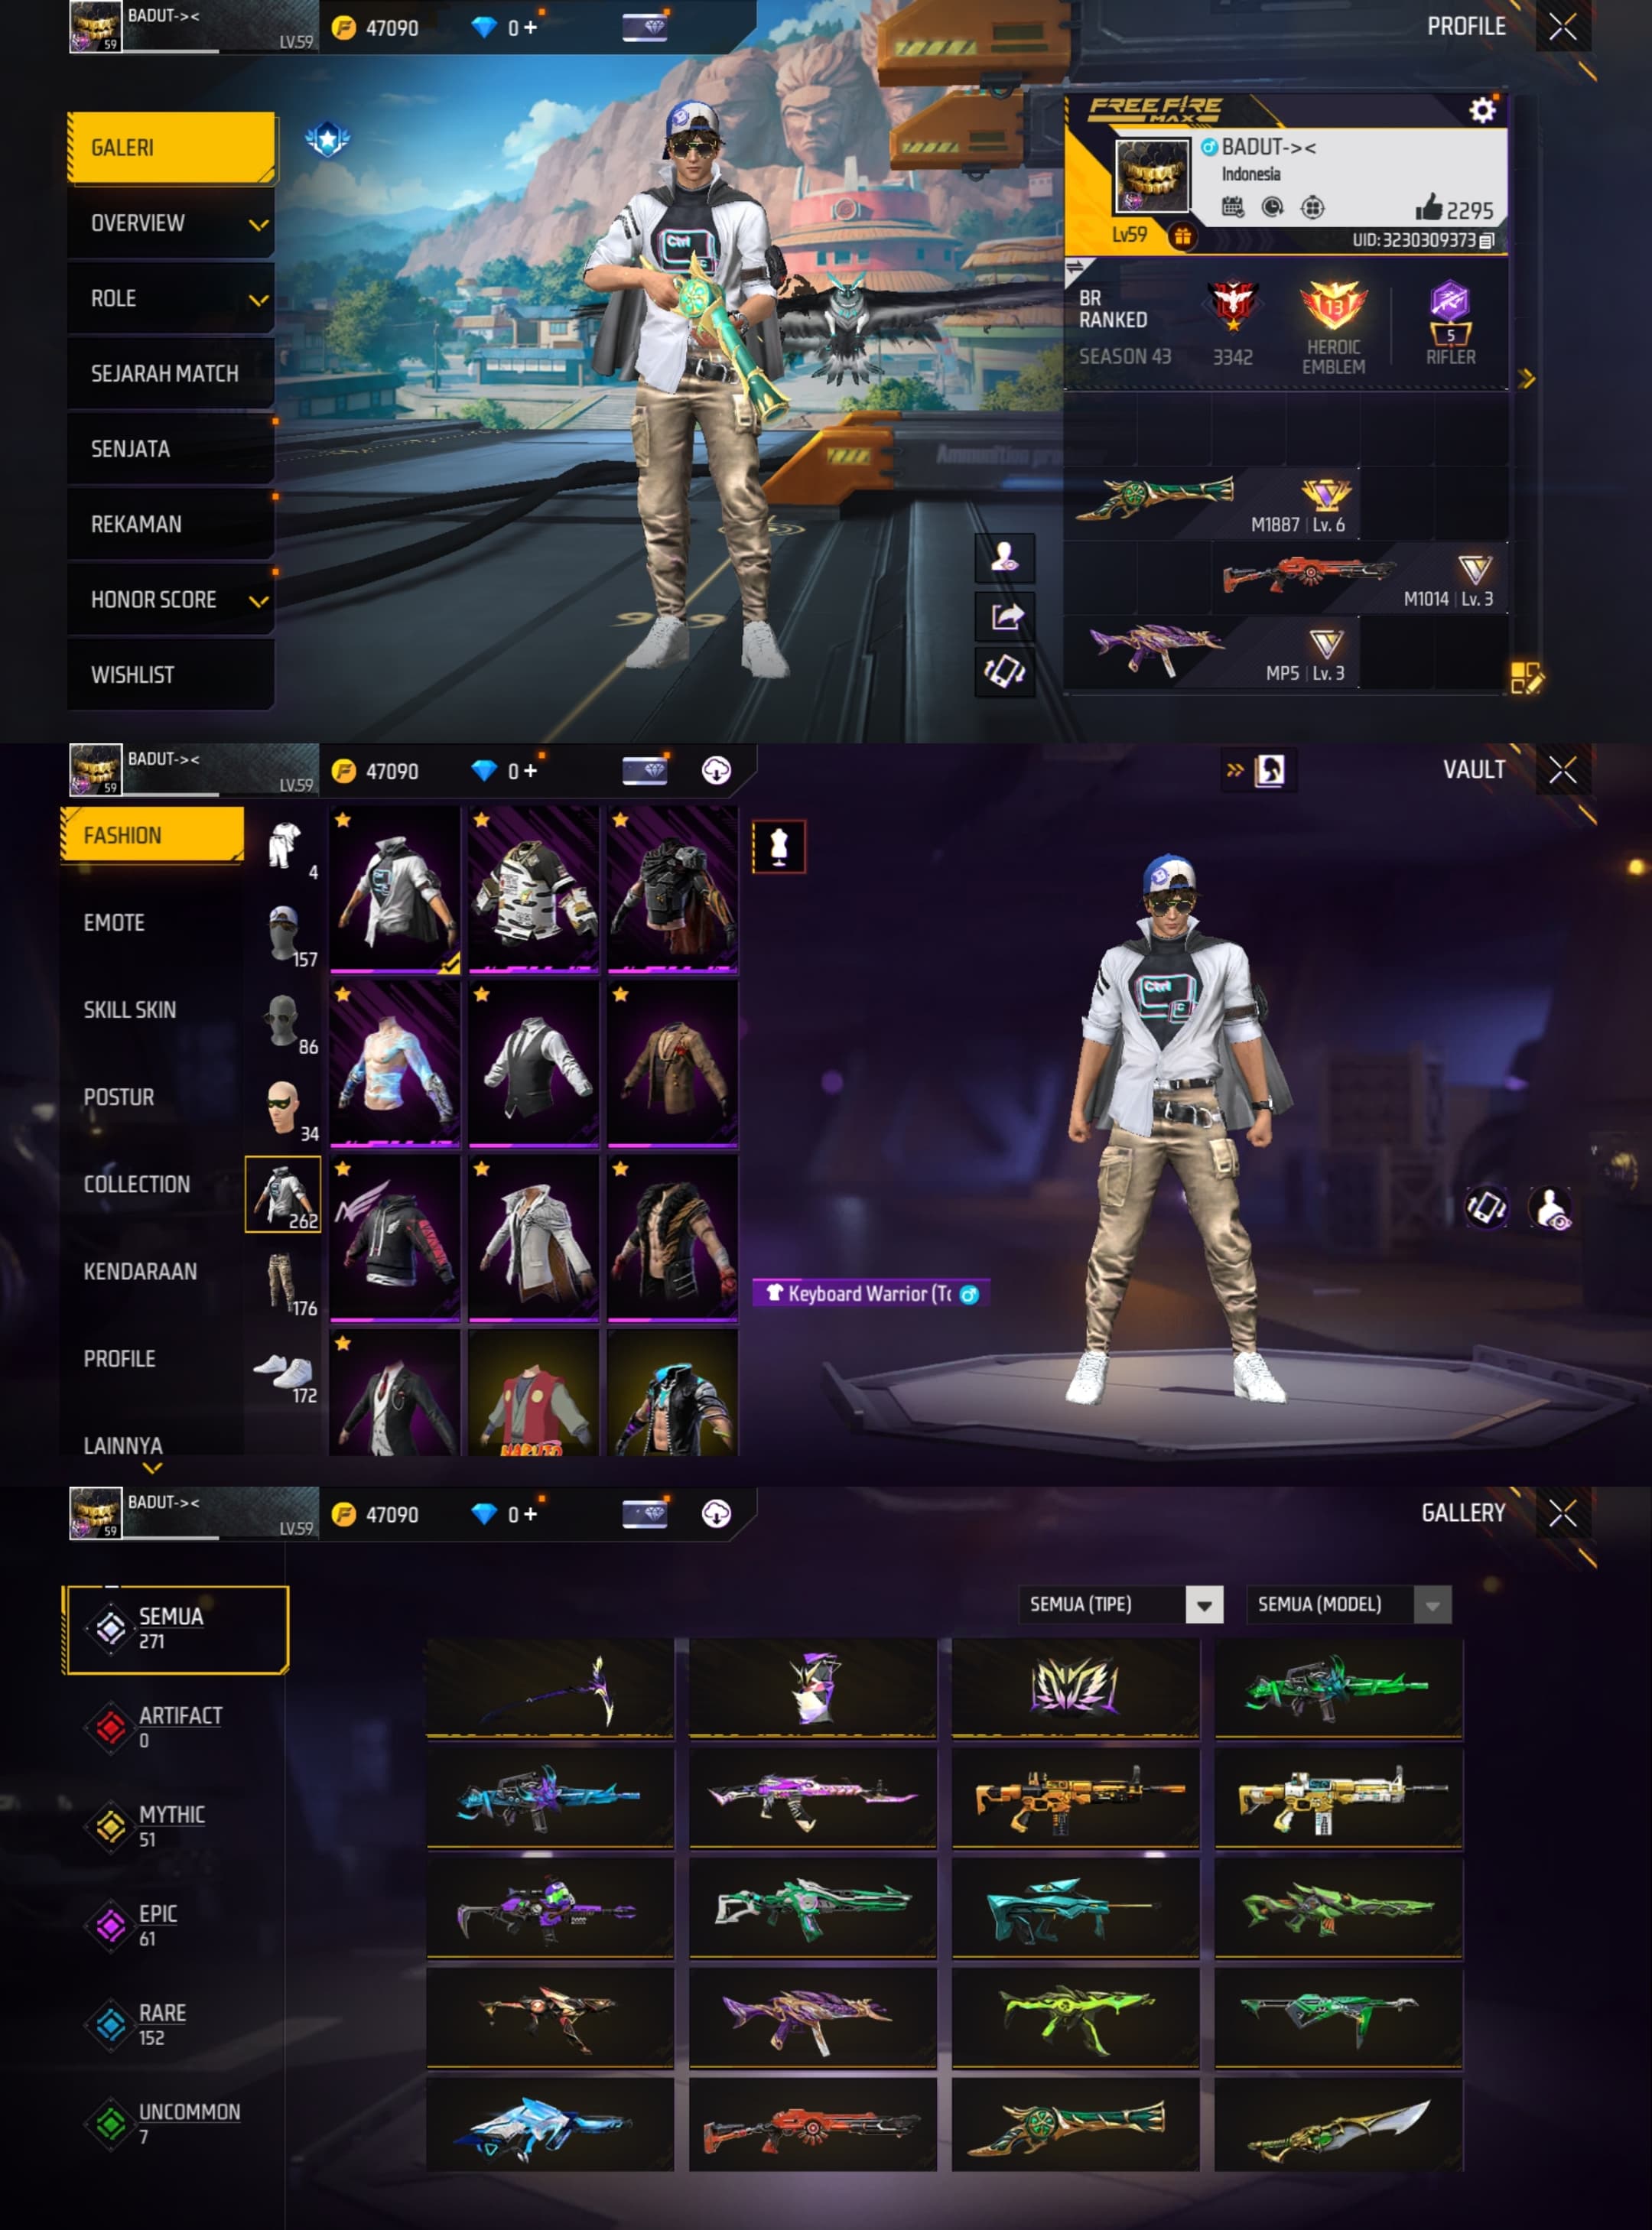 BADUT->< 
LV.59
59
47090
0 +
PROFILE
GALERI
OVERVIEW
ROLE
SEJARAH MATCH
SENJATA
REKAMAN
HONOR SCORE
WISHLIST
Ctrl
FREE FIRE
MAX
BADUT-><
Indonesia
2295
Lv59
UID:3230309373
BR
RANKED
SEASON 43
3342
13
HEROIC
EMBLEM
5
RIFLER
M1887 | Lv. 6
M1014 | Lv. 3
MP5 | Lv. 3
BADUT-><
LV.59
59
47090
0 +
VAULT
FASHION
EMOTE
SKILL SKIN
POSTUR
COLLECTION
KENDARAAN
PROFILE
LAINNYA
4
157
86
34
262
176
172
NARUTO
Ctrl
C
Keyboard Warrior (To
BADUT-><
LV.59
59
47090
0 +
GALLERY
SEMUA
271
ARTIFACT
0
MYTHIC
51
EPIC
61
RARE
152
UNCOMMON
7
SEMUA (TIPE)
SEMUA (MODEL)